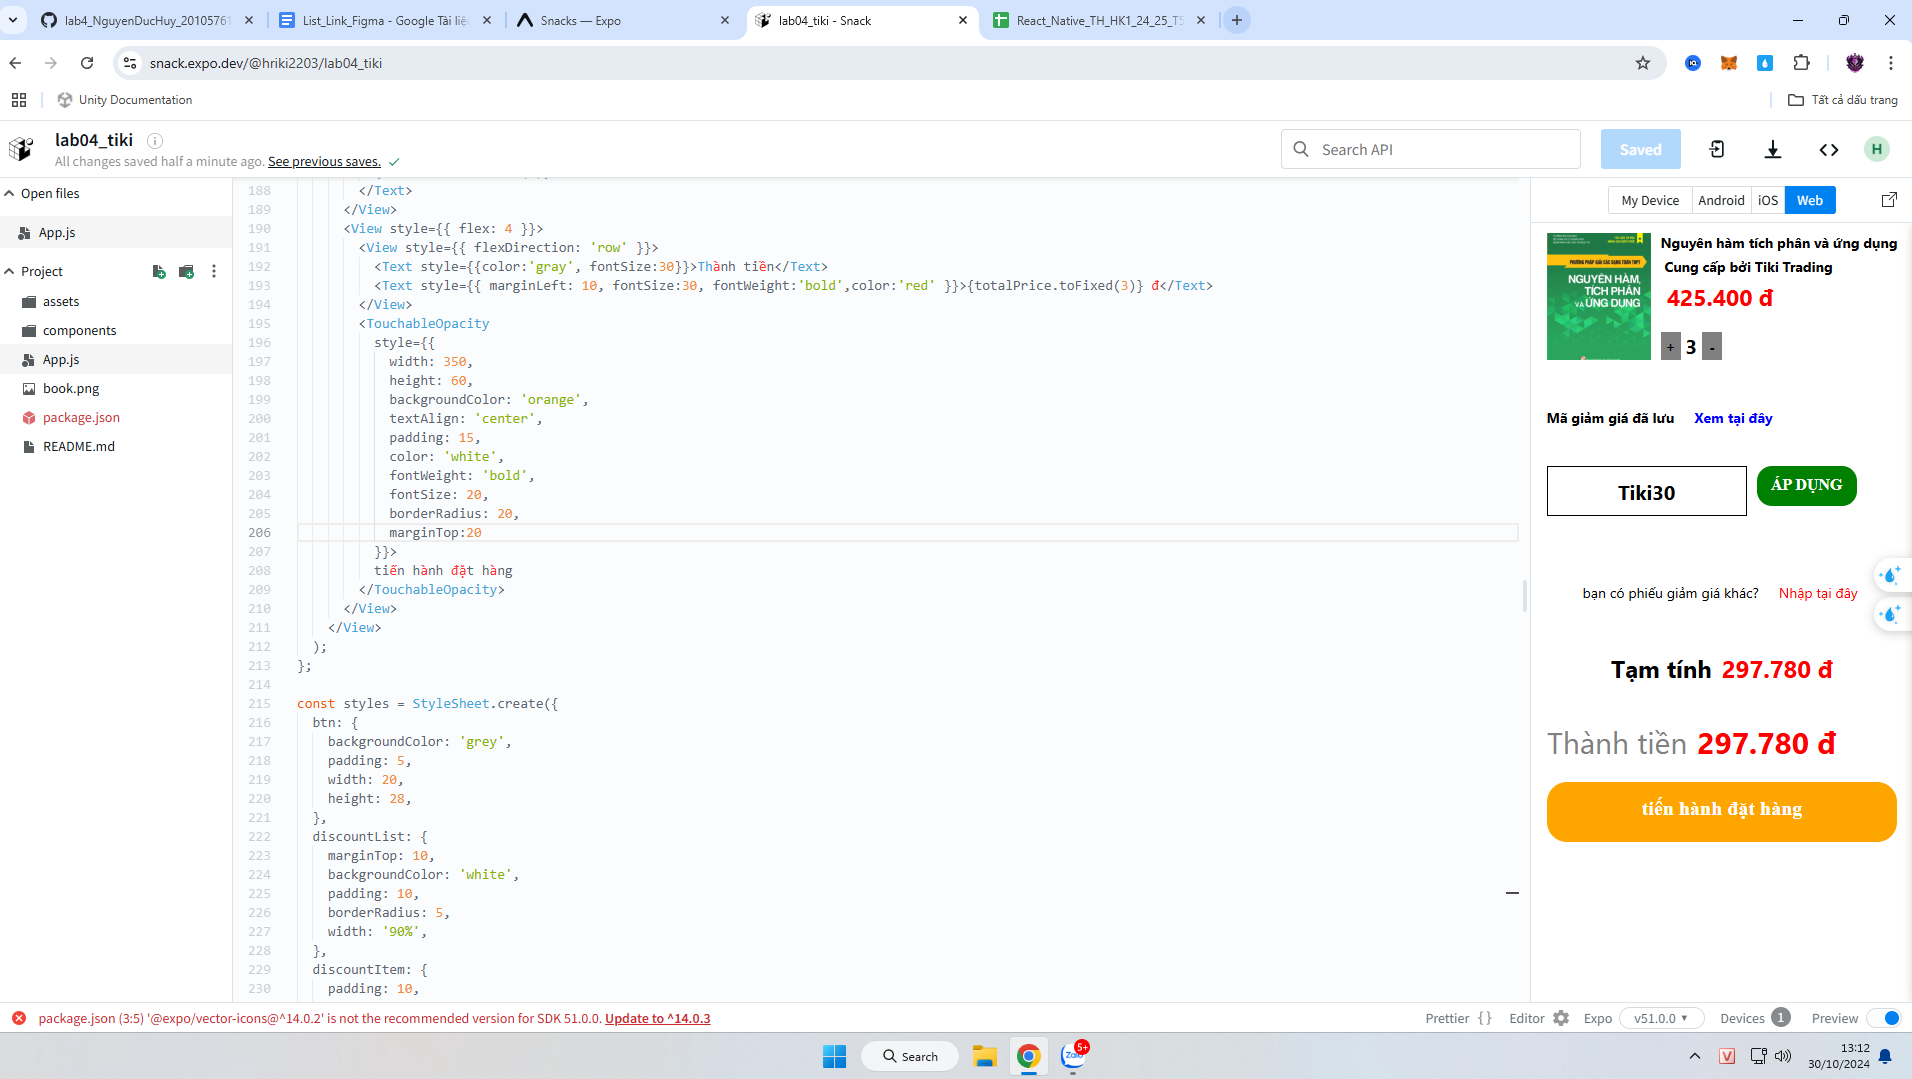 lab4_NguyenDucHuy_20105761
List_Link_Figma - Google Tài liệu
Snacks — Expo
lab04_tiki - Snack
React_Native_TH_HK1_24_25_T5
snack.expo.dev/@hriki2203/lab04_tiki
Unity Documentation
Tất cả dấu trang
lab04_tiki
All changes saved half a minute ago. See previous saves.
Search API
Saved
H
Open files
App.js
Project
assets
components
App.js
book.png
package.json
README.md
188 </Text>
189 </View>
190 <View style={{ flex: 4 }}>
191 <View style={{ flexDirection: 'row' }}>
192 <Text style={{color:'gray', fontSize:30}}>Thành tiền</Text>
193 <Text style={{ marginLeft: 10, fontSize:30, fontWeight:'bold',color:'red' }}>{totalPrice.toFixed(3)} đ</Text>
194 </View>
195 <TouchableOpacity
196 style={{
197 width: 350,
198 height: 60,
199 backgroundColor: 'orange',
200 textAlign: 'center',
201 padding: 15,
202 color: 'white',
203 fontWeight: 'bold',
204 fontSize: 20,
205 borderRadius: 20,
206 marginTop:20
207 }}>
208 tiến hành đặt hàng
209 </TouchableOpacity>
210 </View>
211 </View>
212 );
213 };
214
215 const styles = StyleSheet.create({
216 btn: {
217 backgroundColor: 'grey',
218 padding: 5,
219 width: 20,
220 height: 28,
221 },
222 discountList: {
223 marginTop: 10,
224 backgroundColor: 'white',
225 padding: 10,
226 borderRadius: 5,
227 width: '90%',
228 },
229 discountItem: {
230 padding: 10,
My Device
Android
iOS
Web
PHƯƠNG PHÁP GIẢI CÁC DẠNG TOÁN THPT
NGUYÊN HÀM,
TÍCH PHÂN
VÀ ỨNG DỤNG
Nguyên hàm tích phân và ứng dụng
Cung cấp bởi Tiki Trading
425.400 đ
+ 3 -
Mã giảm giá đã lưu Xem tại đây
Tiki30
ÁP DỤNG
bạn có phiếu giảm giá khác? Nhập tại đây
Tạm tính 297.780 đ
Thành tiền 297.780 đ
tiến hành đặt hàng
package.json (3:5) '@expo/vector-icons@^14.0.2' is not the recommended version for SDK 51.0.0. Update to ^14.0.3
Prettier { }
Editor
Expo v51.0.0
Devices 1
Preview
Search
Zalo
5+
V
13:12
30/10/2024